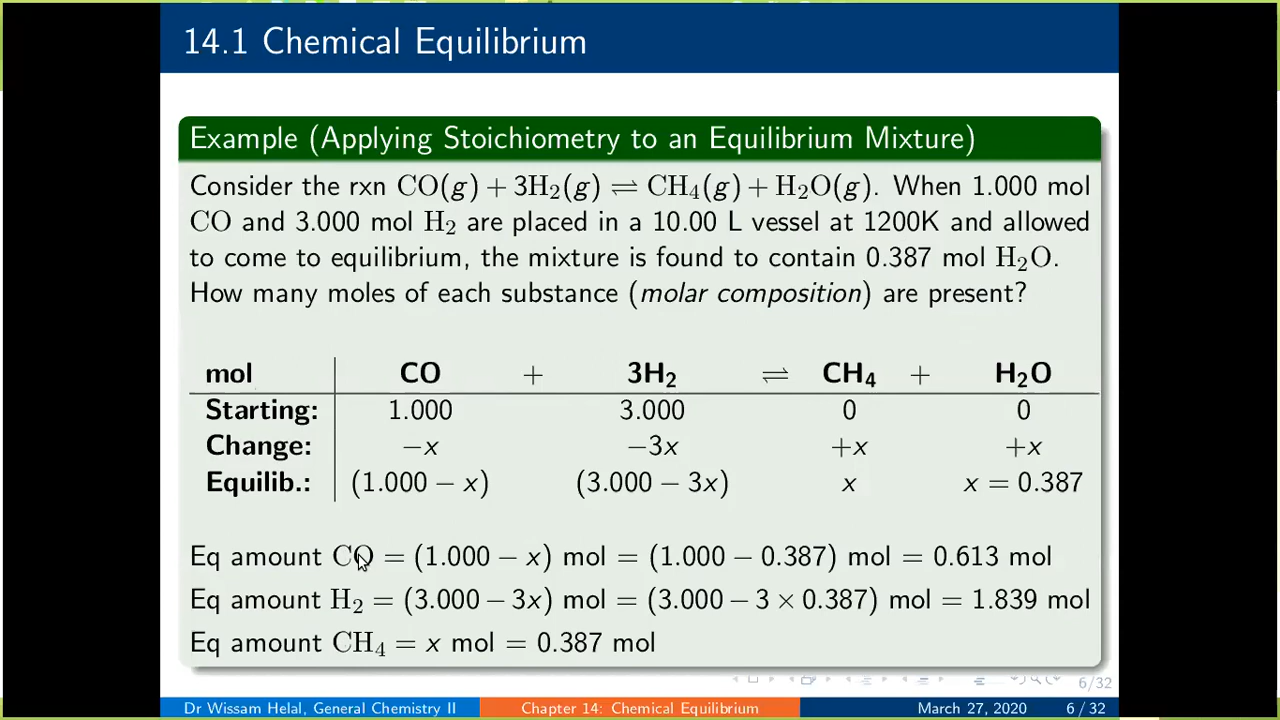 14.1 Chemical Equilibrium
Example (Applying Stoichiometry to an Equilibrium Mixture)
Consider the rxn CO(g) + 3H₂(g) ⇌ CH₄(g) + H₂O(g). When 1.000 mol
CO and 3.000 mol H₂ are placed in a 10.00 L vessel at 1200K and allowed
to come to equilibrium, the mixture is found to contain 0.387 mol H₂O.
How many moles of each substance (molar composition) are present?
mol CO + 3H₂ ⇌ CH₄ + H₂O
Starting: 1.000 3.000 0 0
Change: −x −3x +x +x
Equilib.: (1.000 − x) (3.000 − 3x) x x = 0.387
Eq amount CO = (1.000 − x) mol = (1.000 − 0.387) mol = 0.613 mol
Eq amount H₂ = (3.000 − 3x) mol = (3.000 − 3 × 0.387) mol = 1.839 mol
Eq amount CH₄ = x mol = 0.387 mol
6/32
Dr Wissam Helal, General Chemistry II Chapter 14: Chemical Equilibrium March 27, 2020 6 / 32